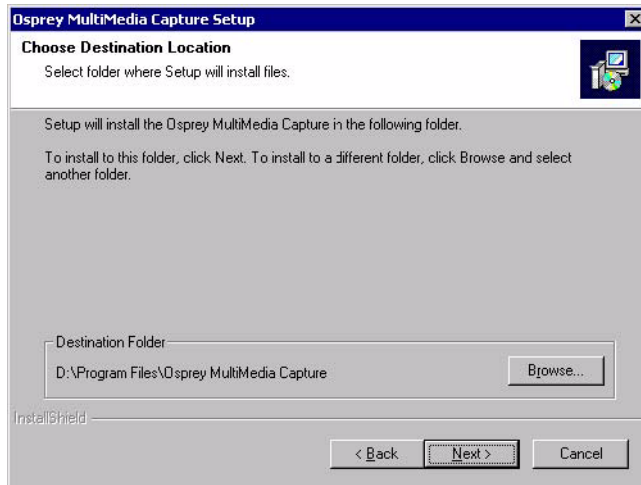 Osprey MultiMedia Capture Setup
Choose Destination Location
Select folder where Setup will install files.
Setup will install the Osprey MultiMedia Capture in the following folder.
To install to this folder, click Next. To install to a different folder, click Browse and select
another folder.
Destination Folder
D:\Program Files\Osprey MultiMedia Capture
Browse...
InstallShield
< Back
Next >
Cancel